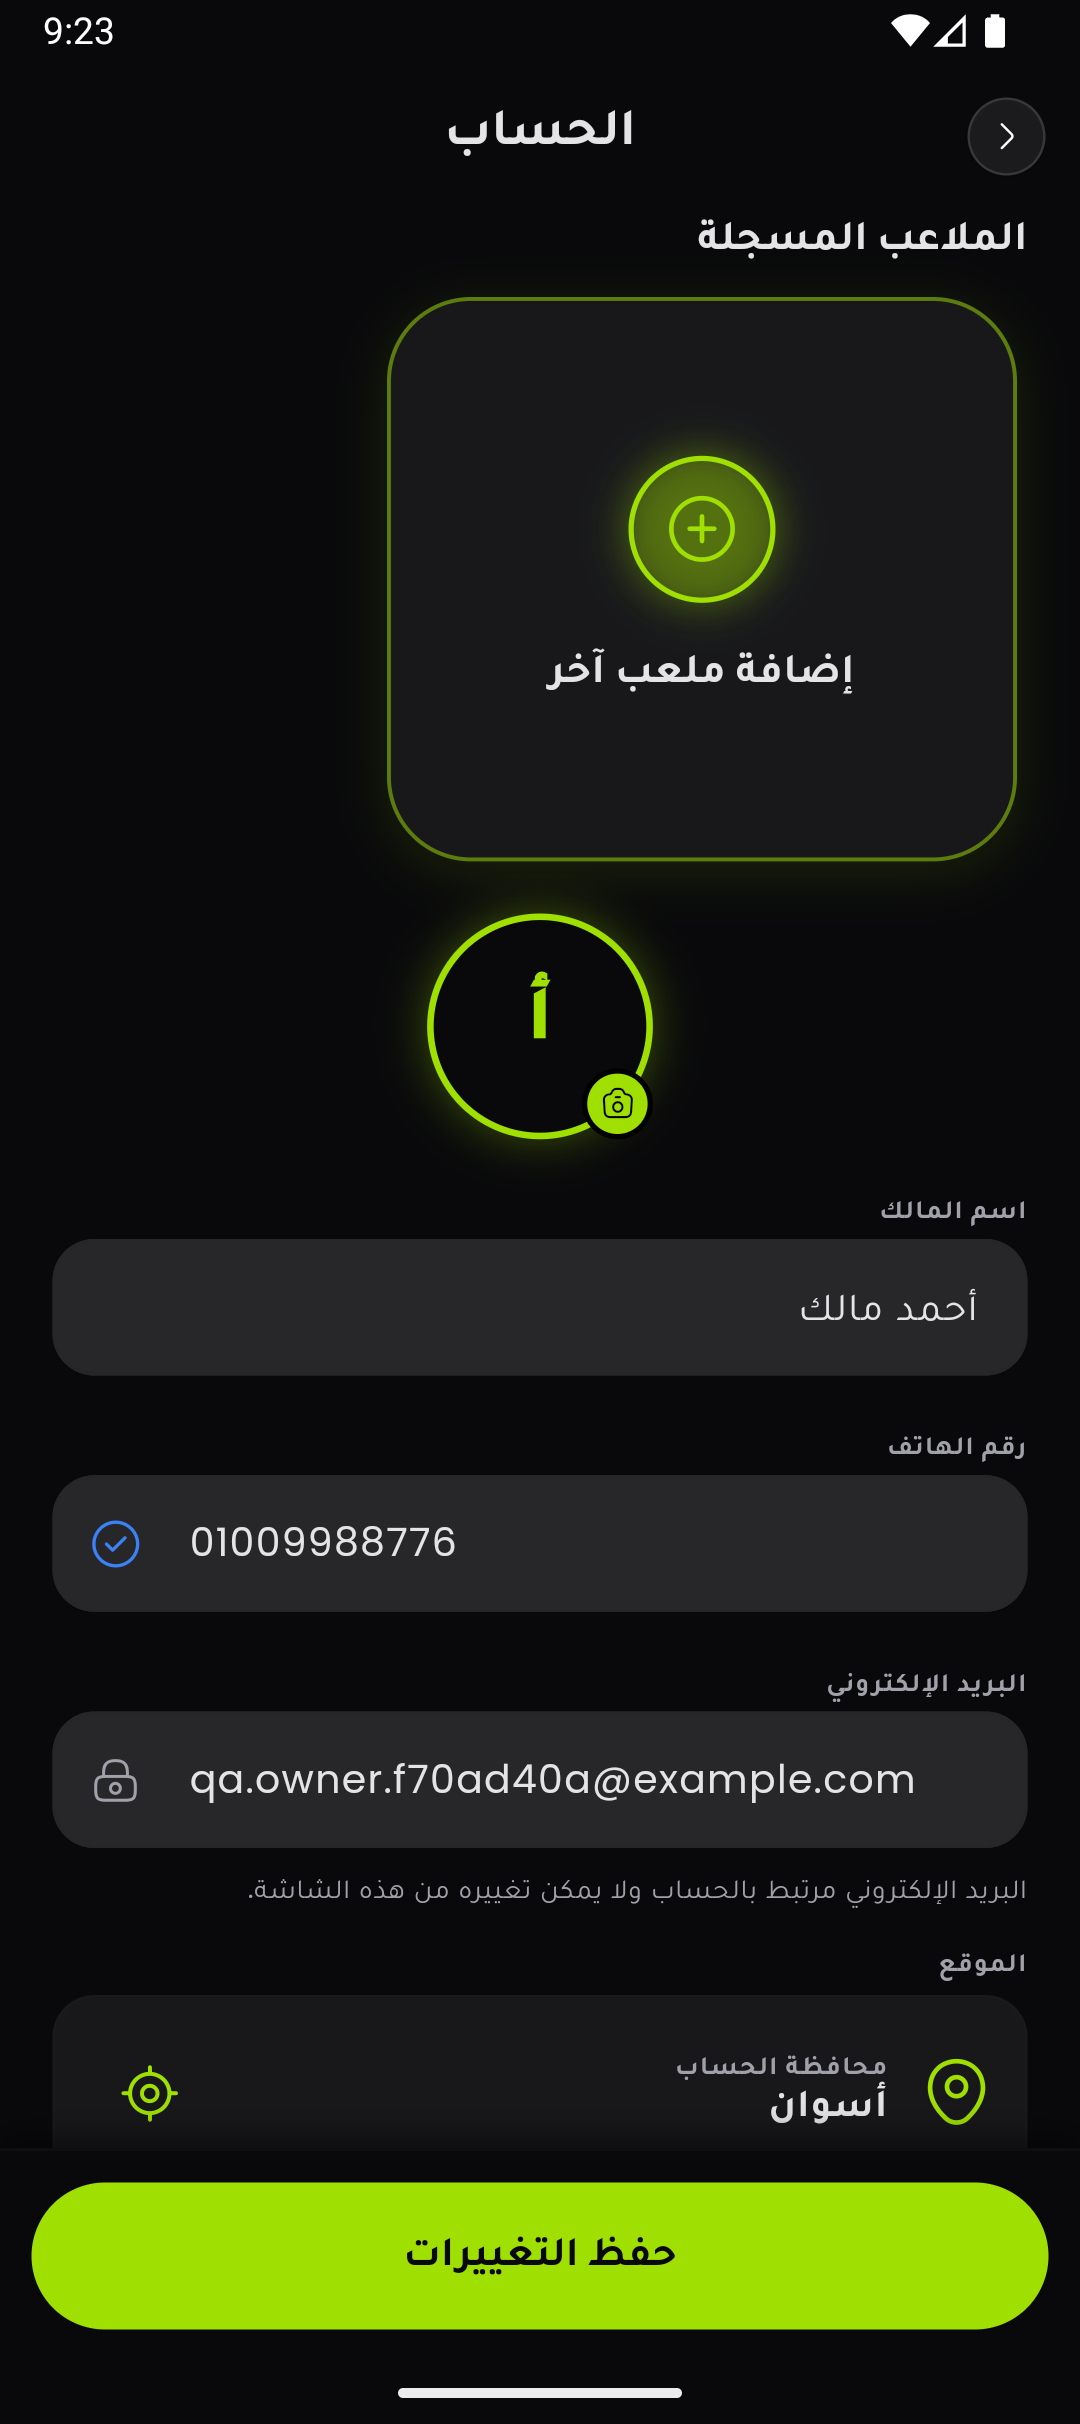 9:23
الحساب
الملاعب المسجلة
إضافة ملعب آخر
أ
اسم المالك
أحمد مالك
رقم الهاتف
01009988776
البريد الإلكتروني
qa.owner.f70ad40a@example.com
البريد الإلكتروني مرتبط بالحساب ولا يمكن تغييره من هذه الشاشة.
الموقع
محافظة الحساب
أسوان
حفظ التغييرات